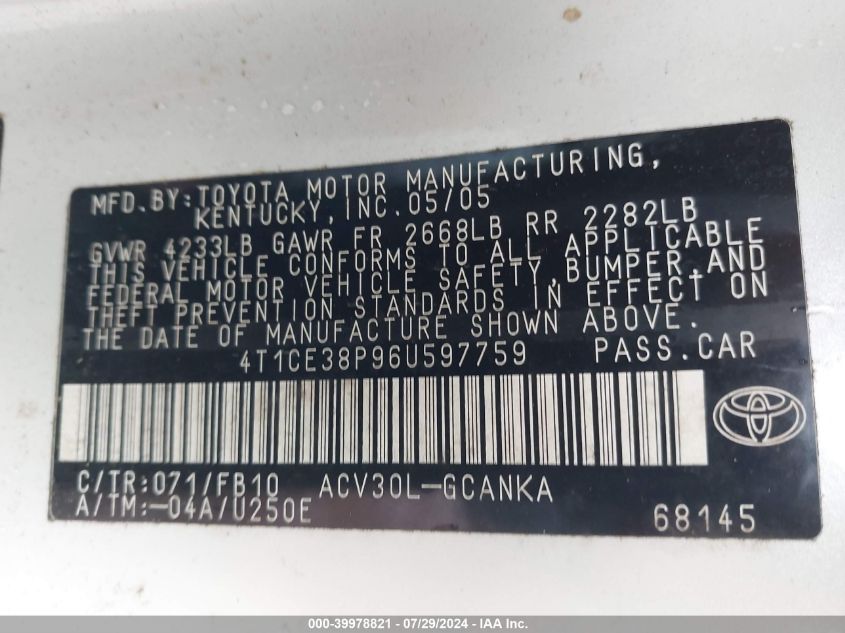 MFD.BY:TOYOTA MOTOR MANUFACTURING,
KENTUCKY, INC.05/05
GVWR 4233LB GAWR FR 2668LB RR 2282LB
THIS VEHICLE CONFORMS TO ALL APPLICABLE
FEDERAL MOTOR VEHICLE SAFETY,BUMPER,AND
THEFT PREVENTION STANDARDS IN EFFECT ON
THE DATE OF MANUFACTURE SHOWN ABOVE.
4T1CE38P96U597759 PASS.CAR
C/TR:071/FB10 ACV30L-GCANKA
A/TM:-04A/U250E 68145
000-39978821 - 07/29/2024 - IAA Inc.